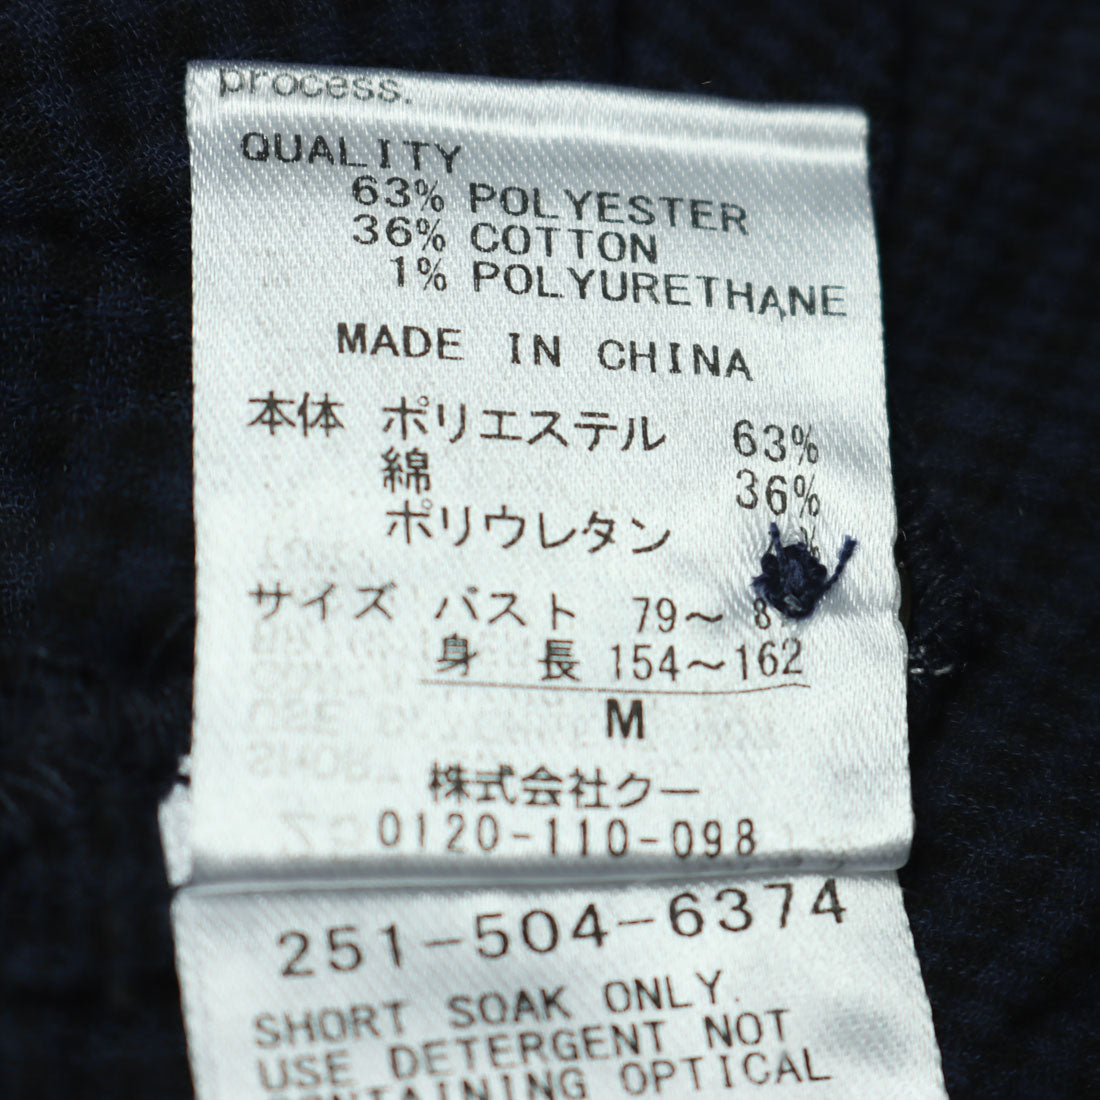 process.
QUALITY
63% POLYESTER
36% COTTON
1% POLYURETHANE
MADE IN CHINA
本体 ポリエステル 63%
綿 36%
ポリウレタン %
サイズ バスト 79～ 8
身 長 154～162
M
株式会社クー
0120-110-098
251-504-6374
SHORT SOAK ONLY.
USE DETERGENT NOT
CONTAINING OPTICAL